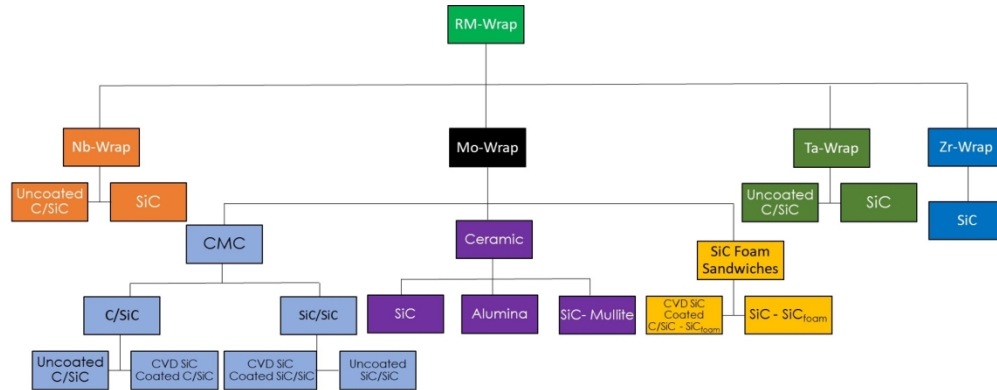 RM-Wrap
Nb-Wrap
Mo-Wrap
Ta-Wrap
Zr-Wrap
Uncoated
C/SiC
SiC
Uncoated
C/SiC
SiC
SiC
CMC
Ceramic
SiC Foam
Sandwiches
C/SiC
SiC/SiC
SiC
Alumina
SiC- Mullite
CVD SiC
Coated
C/SiC - SiCfoam
SiC - SiCfoam
Uncoated
C/SiC
CVD SiC
Coated C/SiC
CVD SiC
Coated SiC/SiC
Uncoated
SiC/SiC